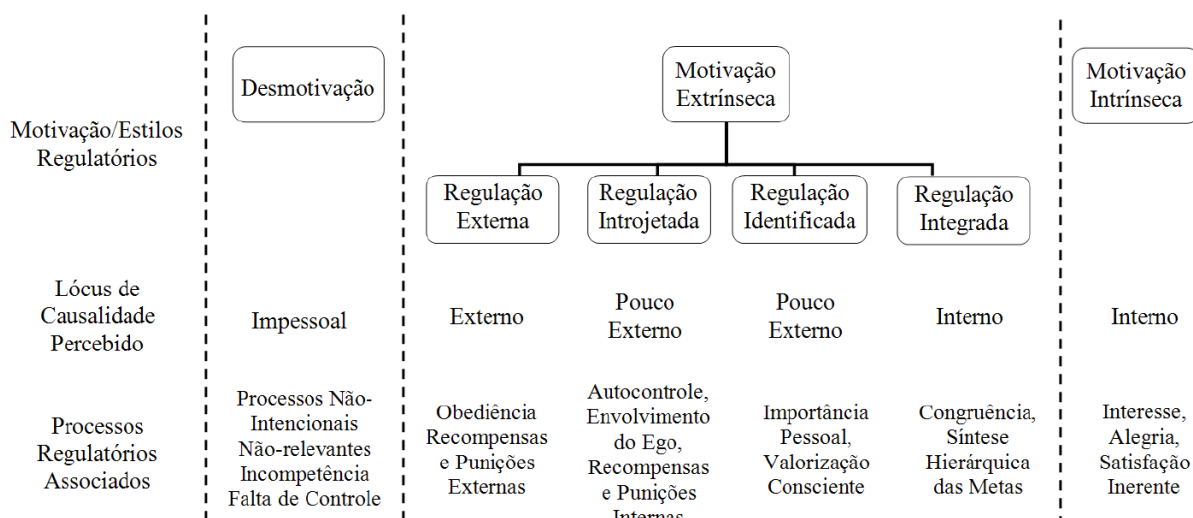 Motivação/Estilos
Regulatórios
Desmotivação
Motivação
Extrínseca
Motivação
Intrínseca
Regulação
Externa
Regulação
Introjetada
Regulação
Identificada
Regulação
Integrada
Lócus de
Causalidade
Percebido
Impessoal
Externo
Pouco
Externo
Pouco
Externo
Interno
Interno
Processos
Regulatórios
Associados
Processos Não-
Intencionais
Não-relevantes
Incompetência
Falta de Controle
Obediência
Recompensas
e Punições
Externas
Autocontrole,
Envolvimento
do Ego,
Recompensas
e Punições
Internas
Importância
Pessoal,
Valorização
Consciente
Congruência,
Síntese
Hierárquica
das Metas
Interesse,
Alegria,
Satisfação
Inerente